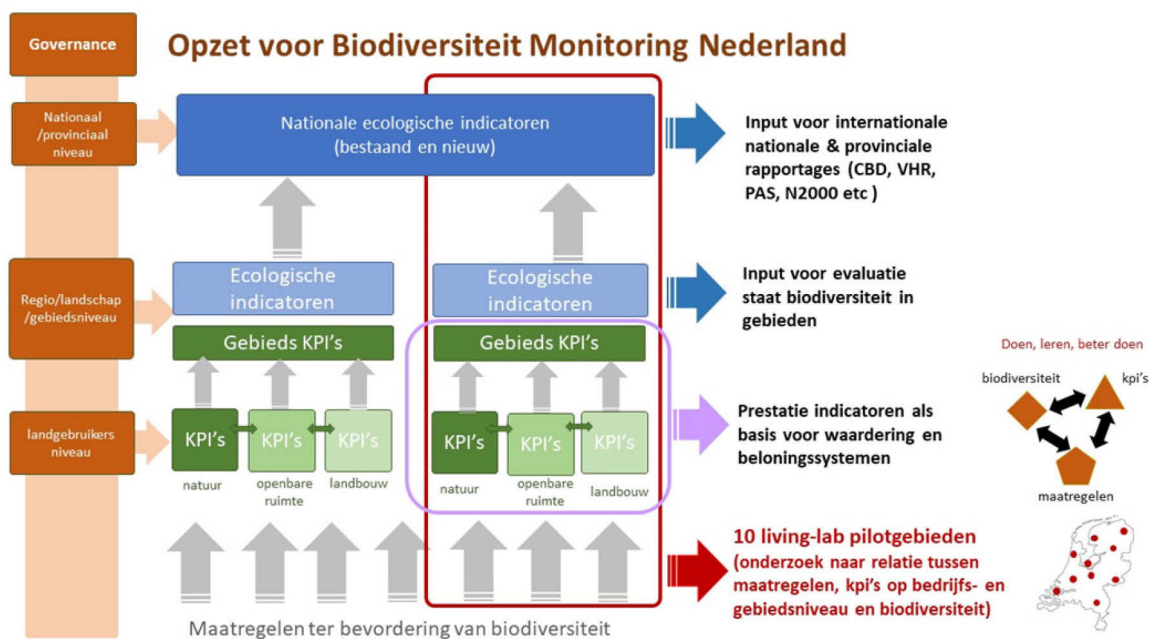 Governance
Opzet voor Biodiversiteit Monitoring Nederland
Nationaal
/provinciaal
niveau
Nationale ecologische indicatoren
(bestaand en nieuw)
Input voor internationale
nationale & provinciale
rapportages (CBD, VHR,
PAS, N2000 etc )
Regio/landschap
/gebiedsniveau
Ecologische
indicatoren
Ecologische
indicatoren
Input voor evaluatie
staat biodiversiteit in
gebieden
Gebieds KPI's
Gebieds KPI's
landgebruikers
niveau
KPI's
KPI's
KPI's
natuur
openbare
ruimte
landbouw
KPI's
KPI's
KPI's
natuur
openbare
ruimte
landbouw
Prestatie indicatoren als
basis voor waardering en
beloningssystemen
Doen, leren, beter doen
biodiversiteit
kpi's
maatregelen
10 living-lab pilotgebieden
(onderzoek naar relatie tussen
maatregelen, kpi's op bedrijfs- en
gebiedsniveau en biodiversiteit)
Maatregelen ter bevordering van biodiversiteit